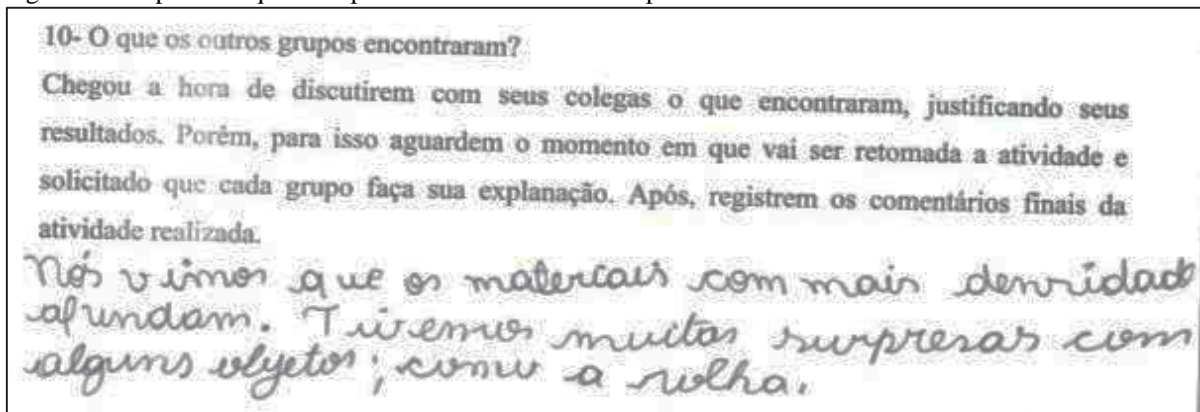 10- O que os outros grupos encontraram?
Chegou a hora de discutirem com seus colegas o que encontraram, justificando seus
resultados. Porém, para isso aguardem o momento em que vai ser retomada a atividade e
solicitado que cada grupo faça sua explanação. Após, registrem os comentários finais da
atividade realizada.
Nós vimos que os materiais com mais densidad
afundam. Tivemos muitas surpresas com
alguns objetos; como a rolha.